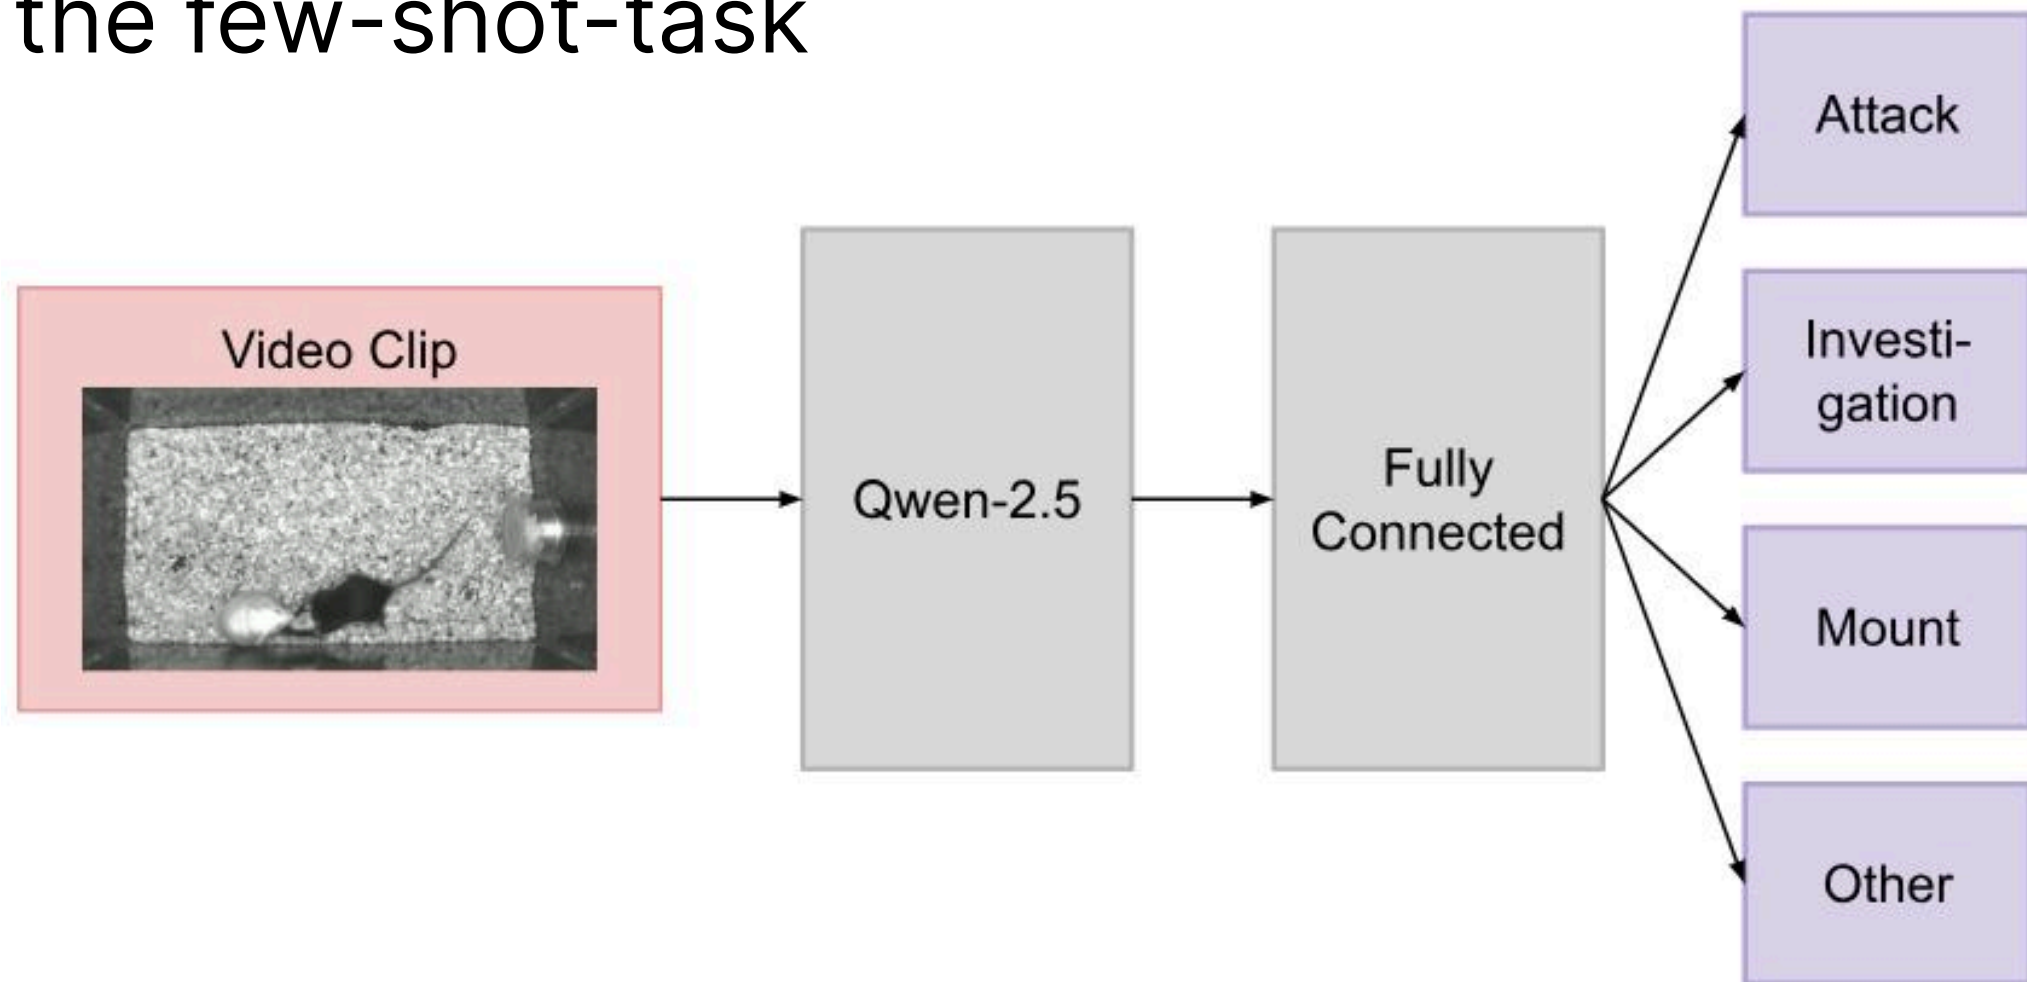 the few-shot-task
Video Clip
Qwen-2.5
Fully
Connected
Attack
Investi-
gation
Mount
Other